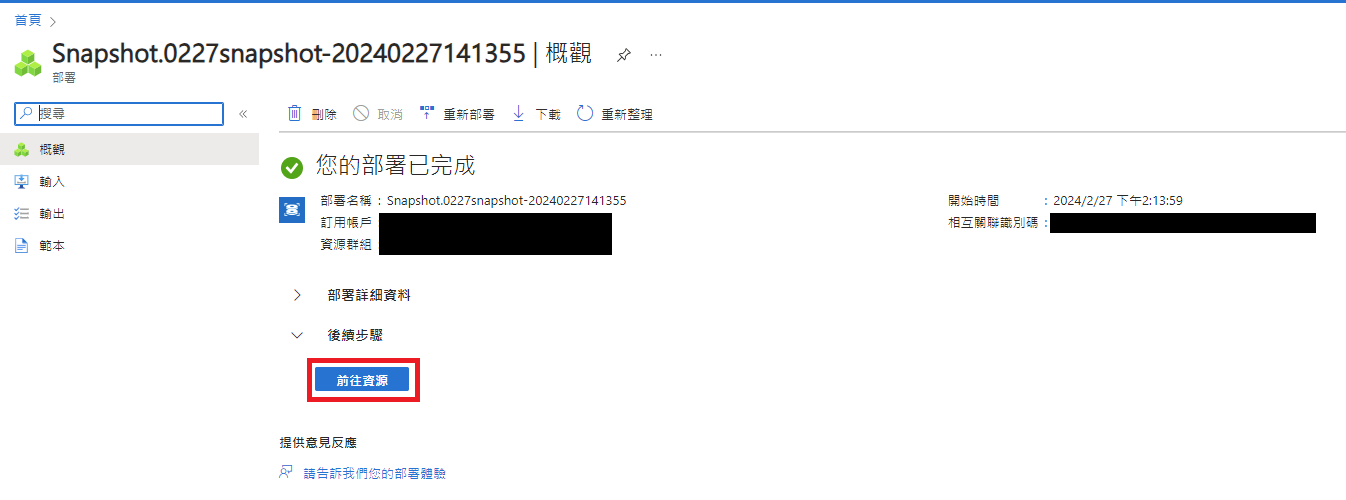 首頁
Snapshot.0227snapshot-20240227141355 | 概觀
部署
搜尋
概觀
輸入
輸出
範本
刪除 取消 重新部署 下載 重新整理
您的部署已完成
部署名稱 : Snapshot.0227snapshot-20240227141355
訂用帳戶
資源群組
開始時間 : 2024/2/27 下午2:13:59
相互關聯識別碼 :
部署詳細資料
後續步驟
前往資源
提供意見反應
請告訴我們您的部署體驗